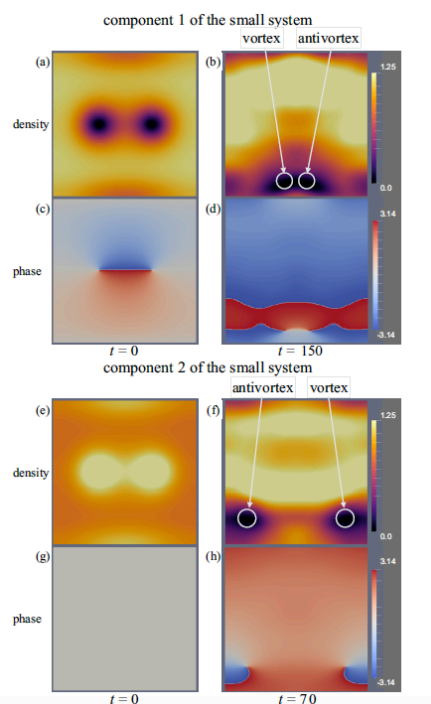 component 1 of the small system
vortex antivortex
(a) (b) 1.25
density
0.0
(c) (d) 3.14
phase
-3.14
t = 0 t = 150
component 2 of the small system
antivortex vortex
(e) (f) 1.25
density
0.0
(g) (h) 3.14
phase
-3.14
t = 0 t = 70